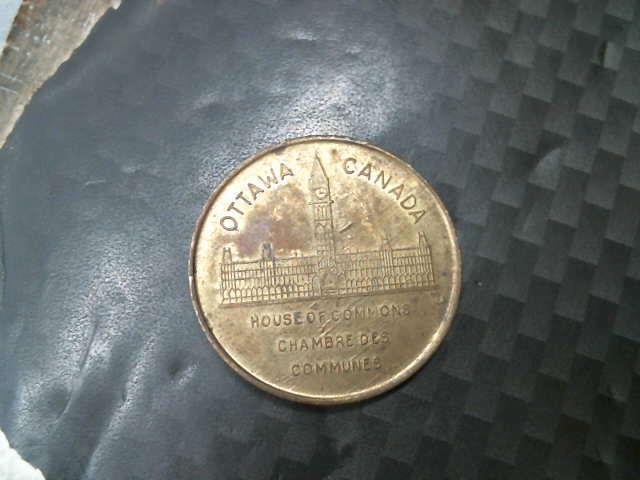 OTTAWA CANADA
HOUSE OF COMMONS
CHAMBRE DES
COMMUNES